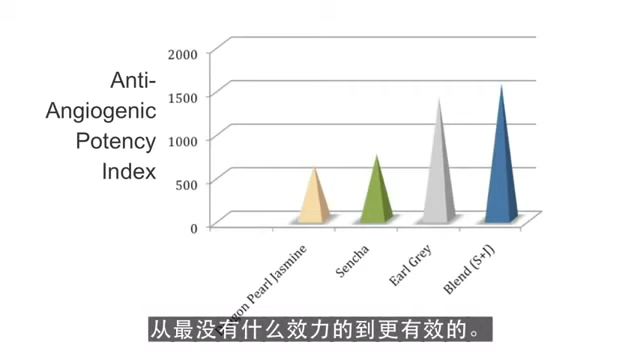 Anti-
Angiogenic
Potency
Index
2000
1500
1000
500
0
Pearl Jasmine
Sencha
Earl Grey
Blend (S+J)
从最没有什么效力的到更有效的。